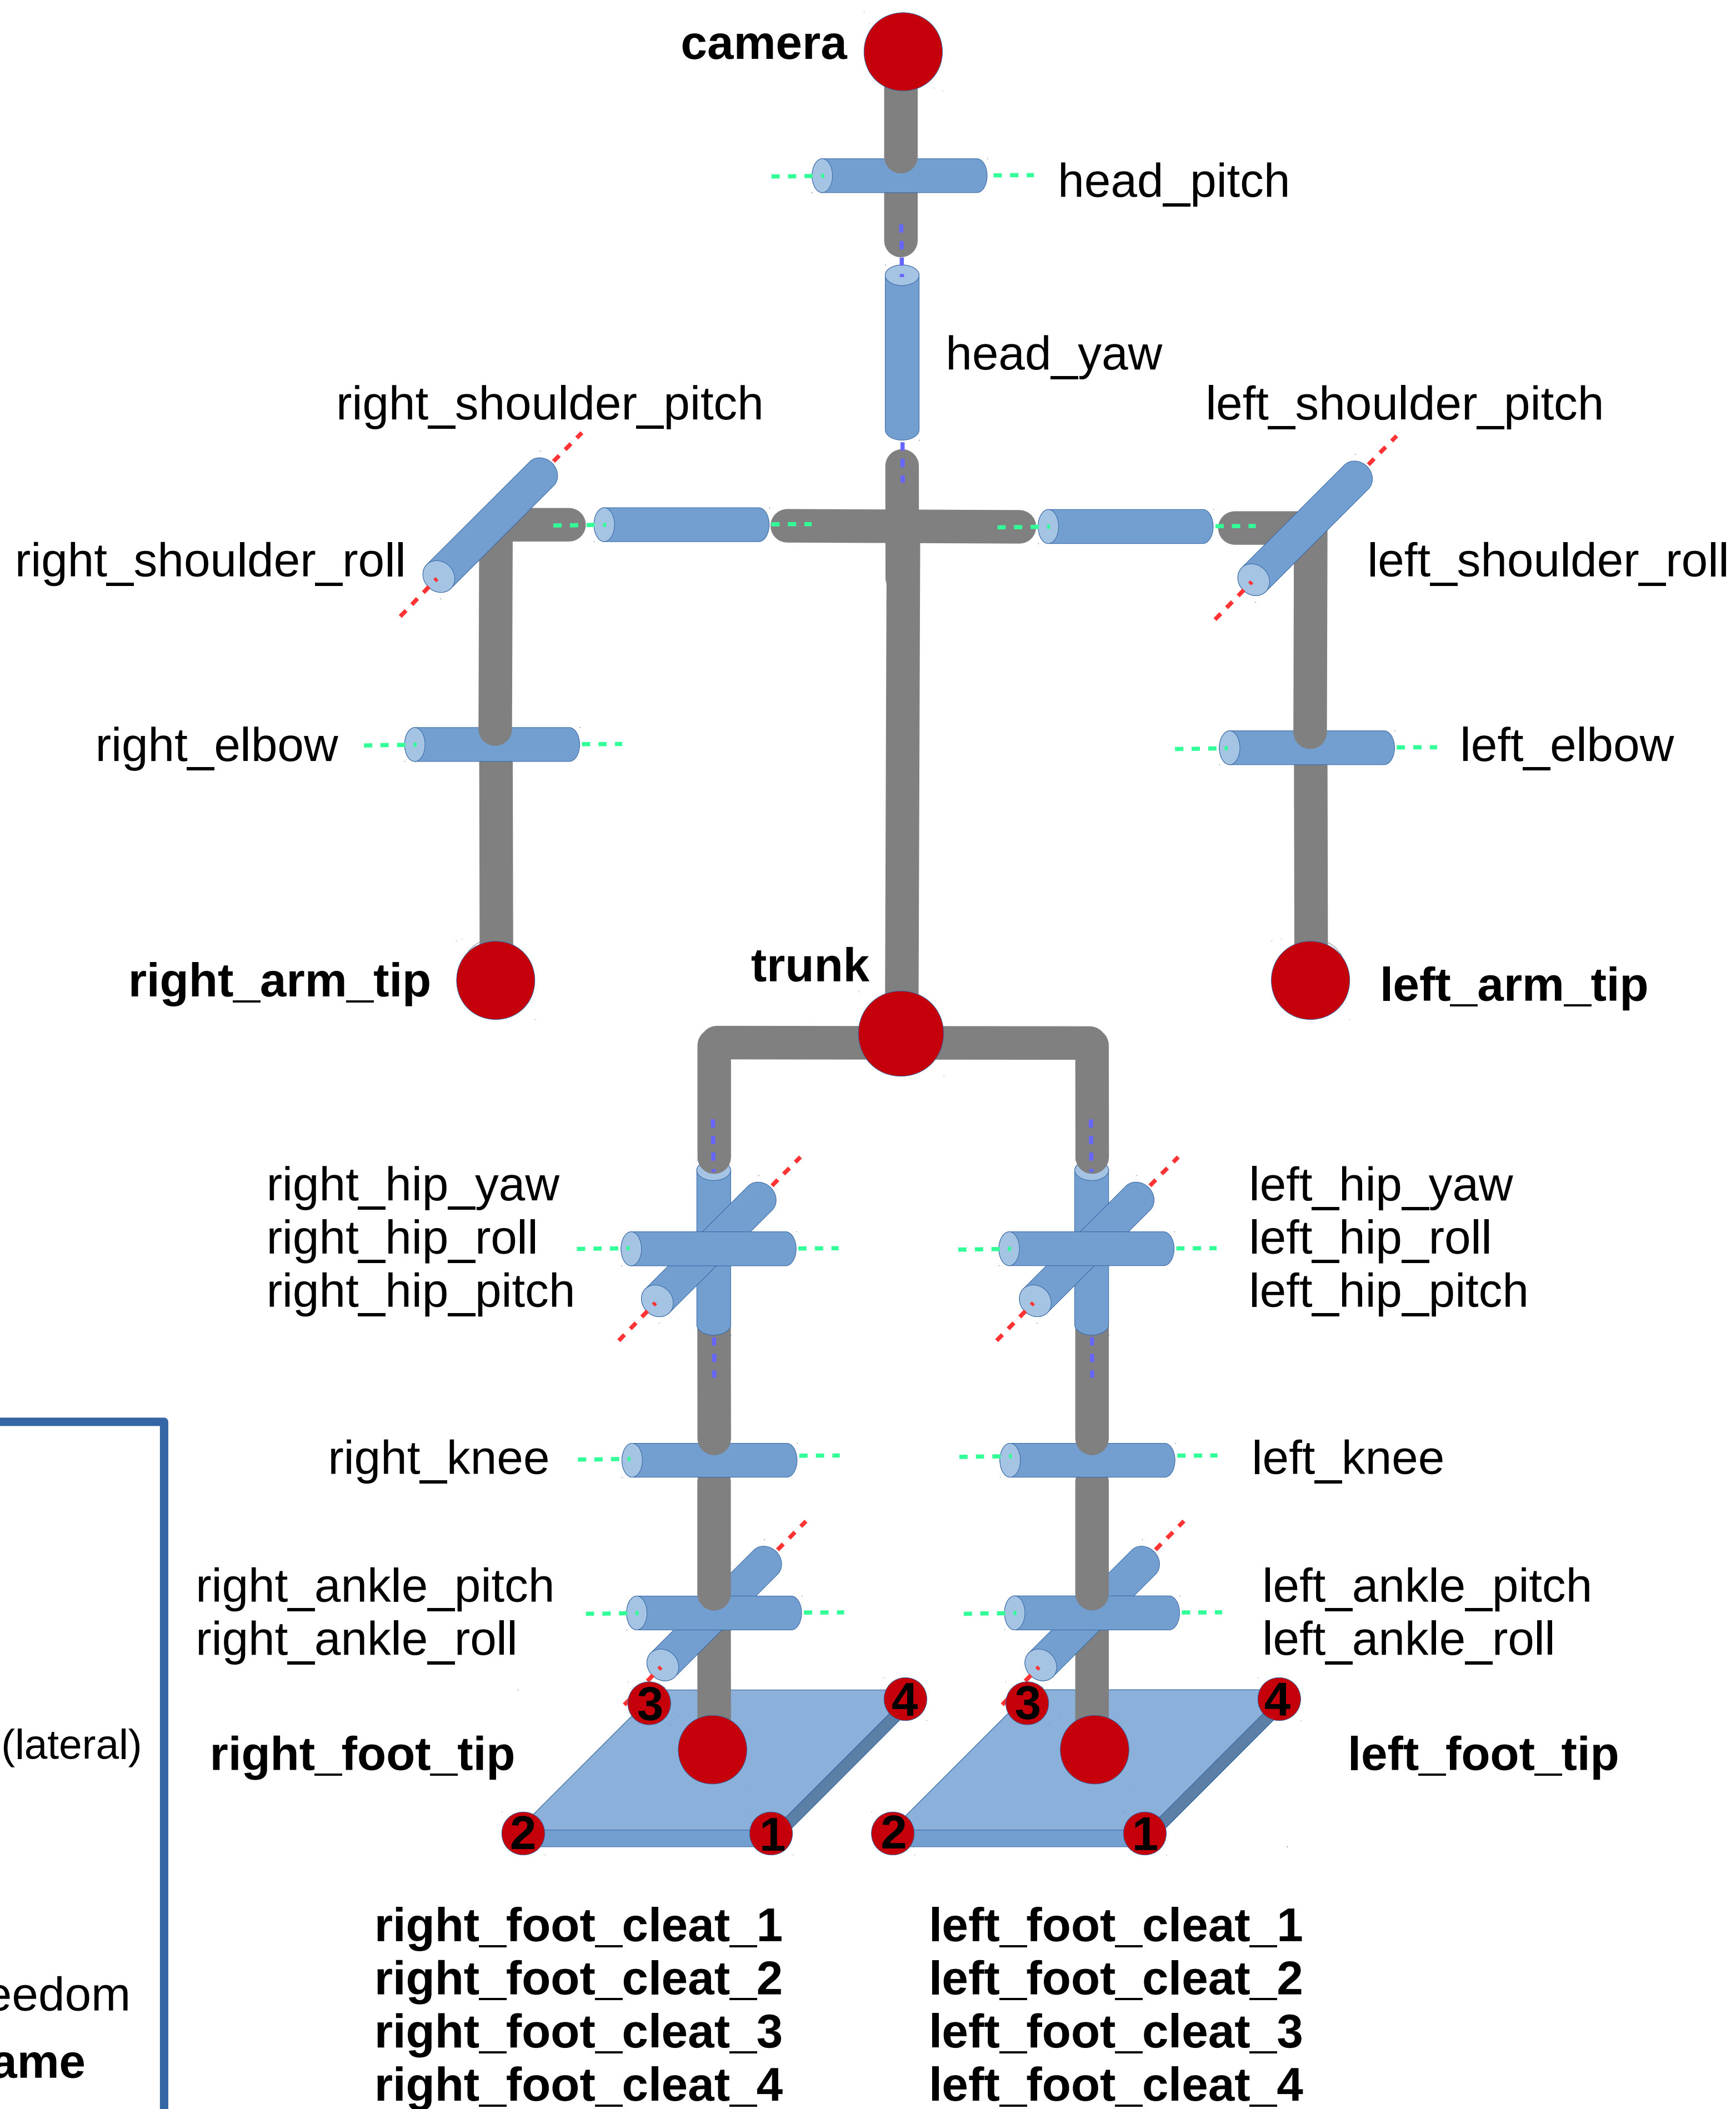 camera
head_pitch
head_yaw
right_shoulder_pitch
left_shoulder_pitch
right_shoulder_roll
left_shoulder_roll
right_elbow
left_elbow
trunk
right_arm_tip
left_arm_tip
right_hip_yaw
right_hip_roll
right_hip_pitch
left_hip_yaw
left_hip_roll
left_hip_pitch
right_knee
left_knee
right_ankle_pitch
right_ankle_roll
left_ankle_pitch
left_ankle_roll
3
4
3
4
(lateral)
right_foot_tip
left_foot_tip
2
1
2
1
right_foot_cleat_1
right_foot_cleat_2
right_foot_cleat_3
right_foot_cleat_4
left_foot_cleat_1
left_foot_cleat_2
left_foot_cleat_3
left_foot_cleat_4
eedom
ame